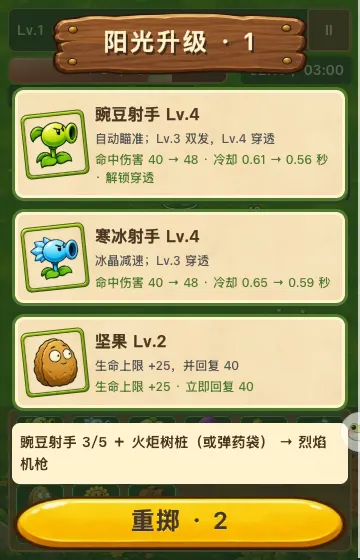 Lv.1
阳光升级 · 1
II
03:00
豌豆射手 Lv.4
自动瞄准；Lv.3 双发，Lv.4 穿透
命中伤害 40 → 48 · 冷却 0.61 → 0.56 秒
· 解锁穿透
寒冰射手 Lv.4
冰晶减速；Lv.3 穿透
命中伤害 40 → 48 · 冷却 0.65 → 0.59 秒
坚果 Lv.2
生命上限 +25，并回复 40
生命上限 +25 · 立即回复 40
豌豆射手 3/5 + 火炬树桩（或弹药袋） → 烈焰
机枪
重掷 · 2